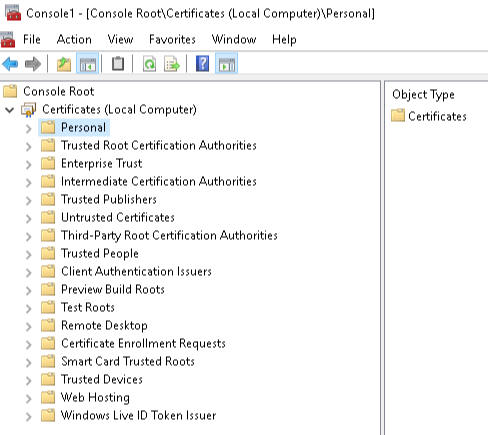 Console1 - [Console Root\Certificates (Local Computer)\Personal]
File Action View Favorites Window Help
Console Root
Certificates (Local Computer)
Personal
Trusted Root Certification Authorities
Enterprise Trust
Intermediate Certification Authorities
Trusted Publishers
Untrusted Certificates
Third-Party Root Certification Authorities
Trusted People
Client Authentication Issuers
Preview Build Roots
Test Roots
Remote Desktop
Certificate Enrollment Requests
Smart Card Trusted Roots
Trusted Devices
Web Hosting
Windows Live ID Token Issuer
Object Type
Certificates